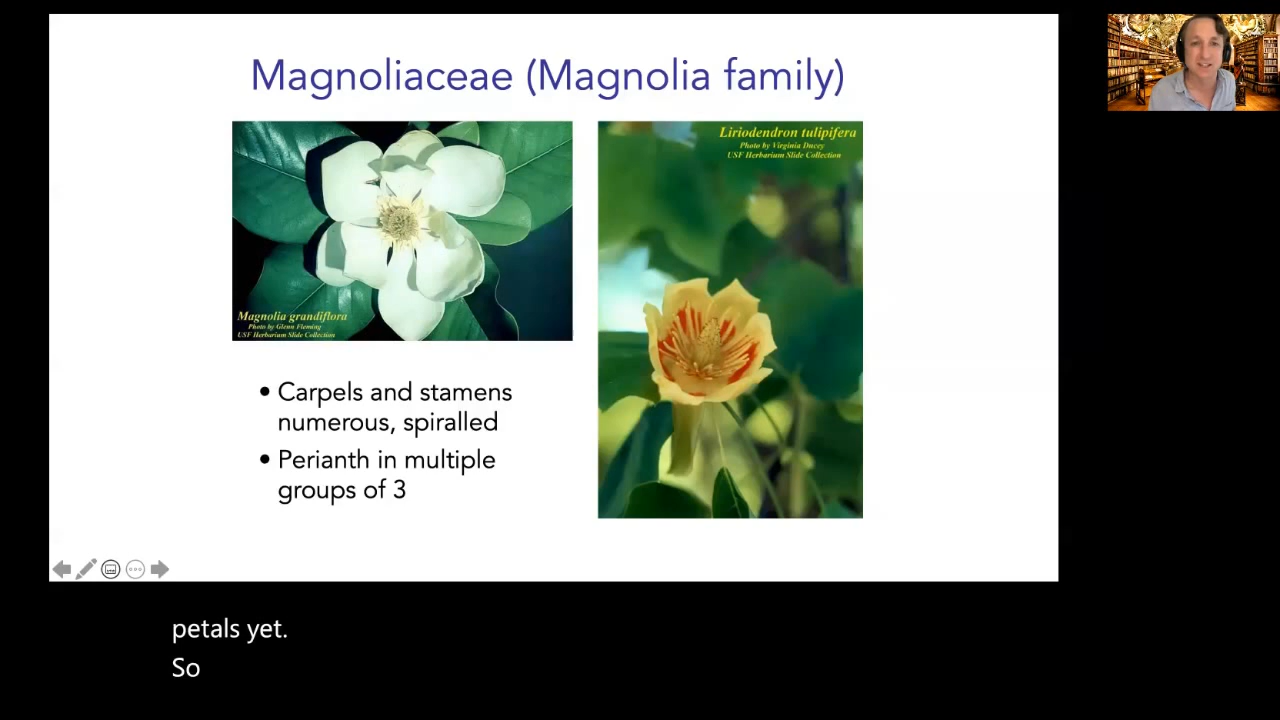 Magnoliaceae (Magnolia family)
Magnolia grandiflora
Photo by Glenn Fleming
USF Herbarium Slide Collection
Liriodendron tulipifera
Photo by Virginia Ducey
USF Herbarium Slide Collection
• Carpels and stamens
numerous, spiralled
• Perianth in multiple
groups of 3
petals yet.
So